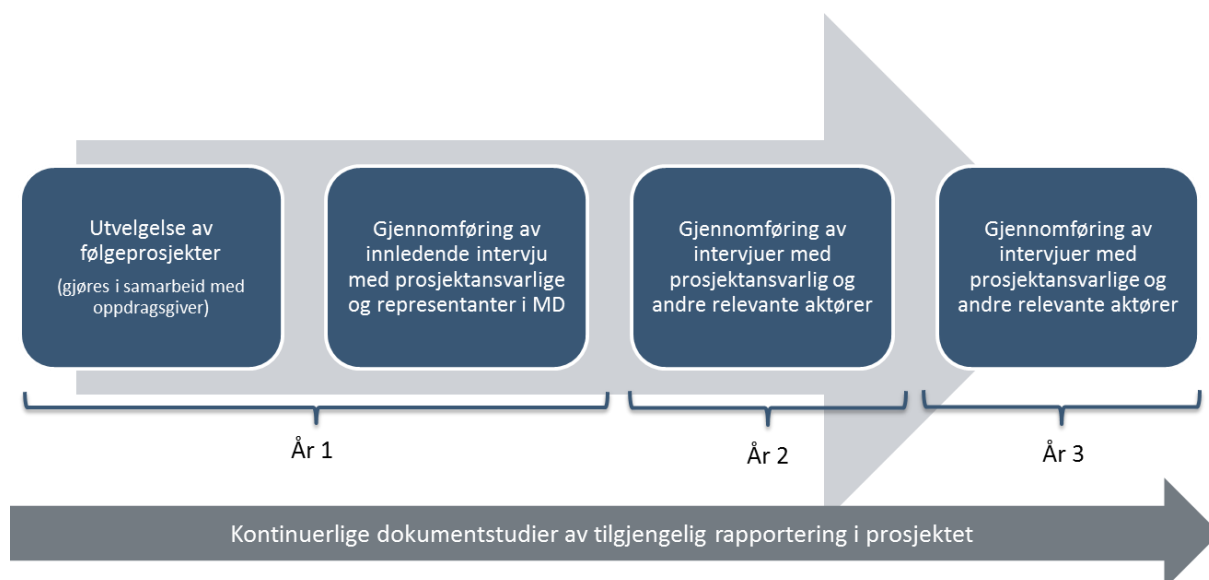 Utvelgelse av
følgeprosjekter
(gjøres i samarbeid med
oppdragsgiver)
Gjennomføring av
innledende intervju
med prosjektansvarlige
og representanter i MD
Gjennomføring av
intervjuer med
prosjektansvarlig og
andre relevante aktører
Gjennomføring av
intervjuer med
prosjektansvarlige og
andre relevante aktører
År 1
År 2
År 3
Kontinuerlige dokumentstudier av tilgjengelig rapportering i prosjektet